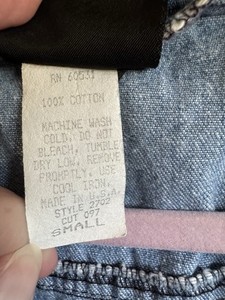 RN 60531
100% COTTON
MACHINE WASH
COLD, DO NOT
BLEACH, TUMBLE
DRY LOW, REMOVE
PROMPTLY, USE
COOL IRON.
MADE IN U.S.A.
STYLE 2703
CUT 097
SMALL